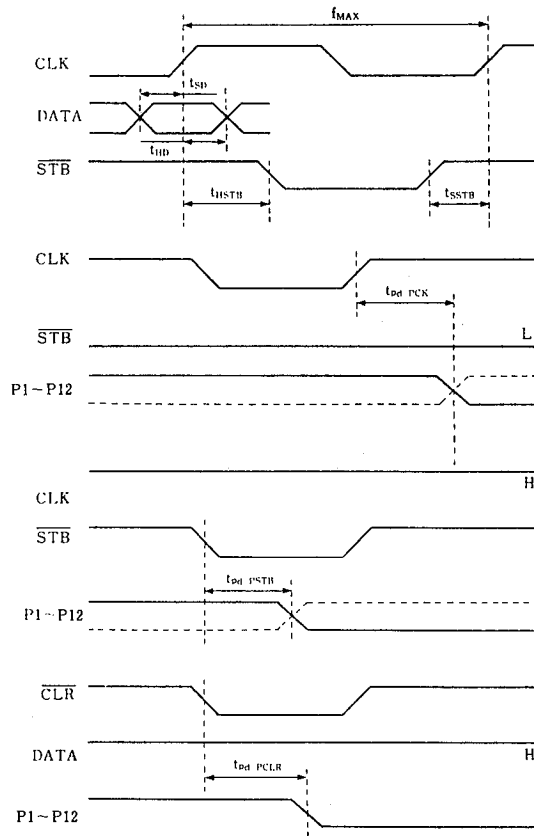 fMAX
CLK
tSD
DATA
tHD
STB
tHSTB
tSSTB
CLK
tpd PCK
STB
L
P1~P12
H
CLK
STB
tpd PSTB
P1~P12
CLR
DATA
H
tpd PCLR
P1~P12